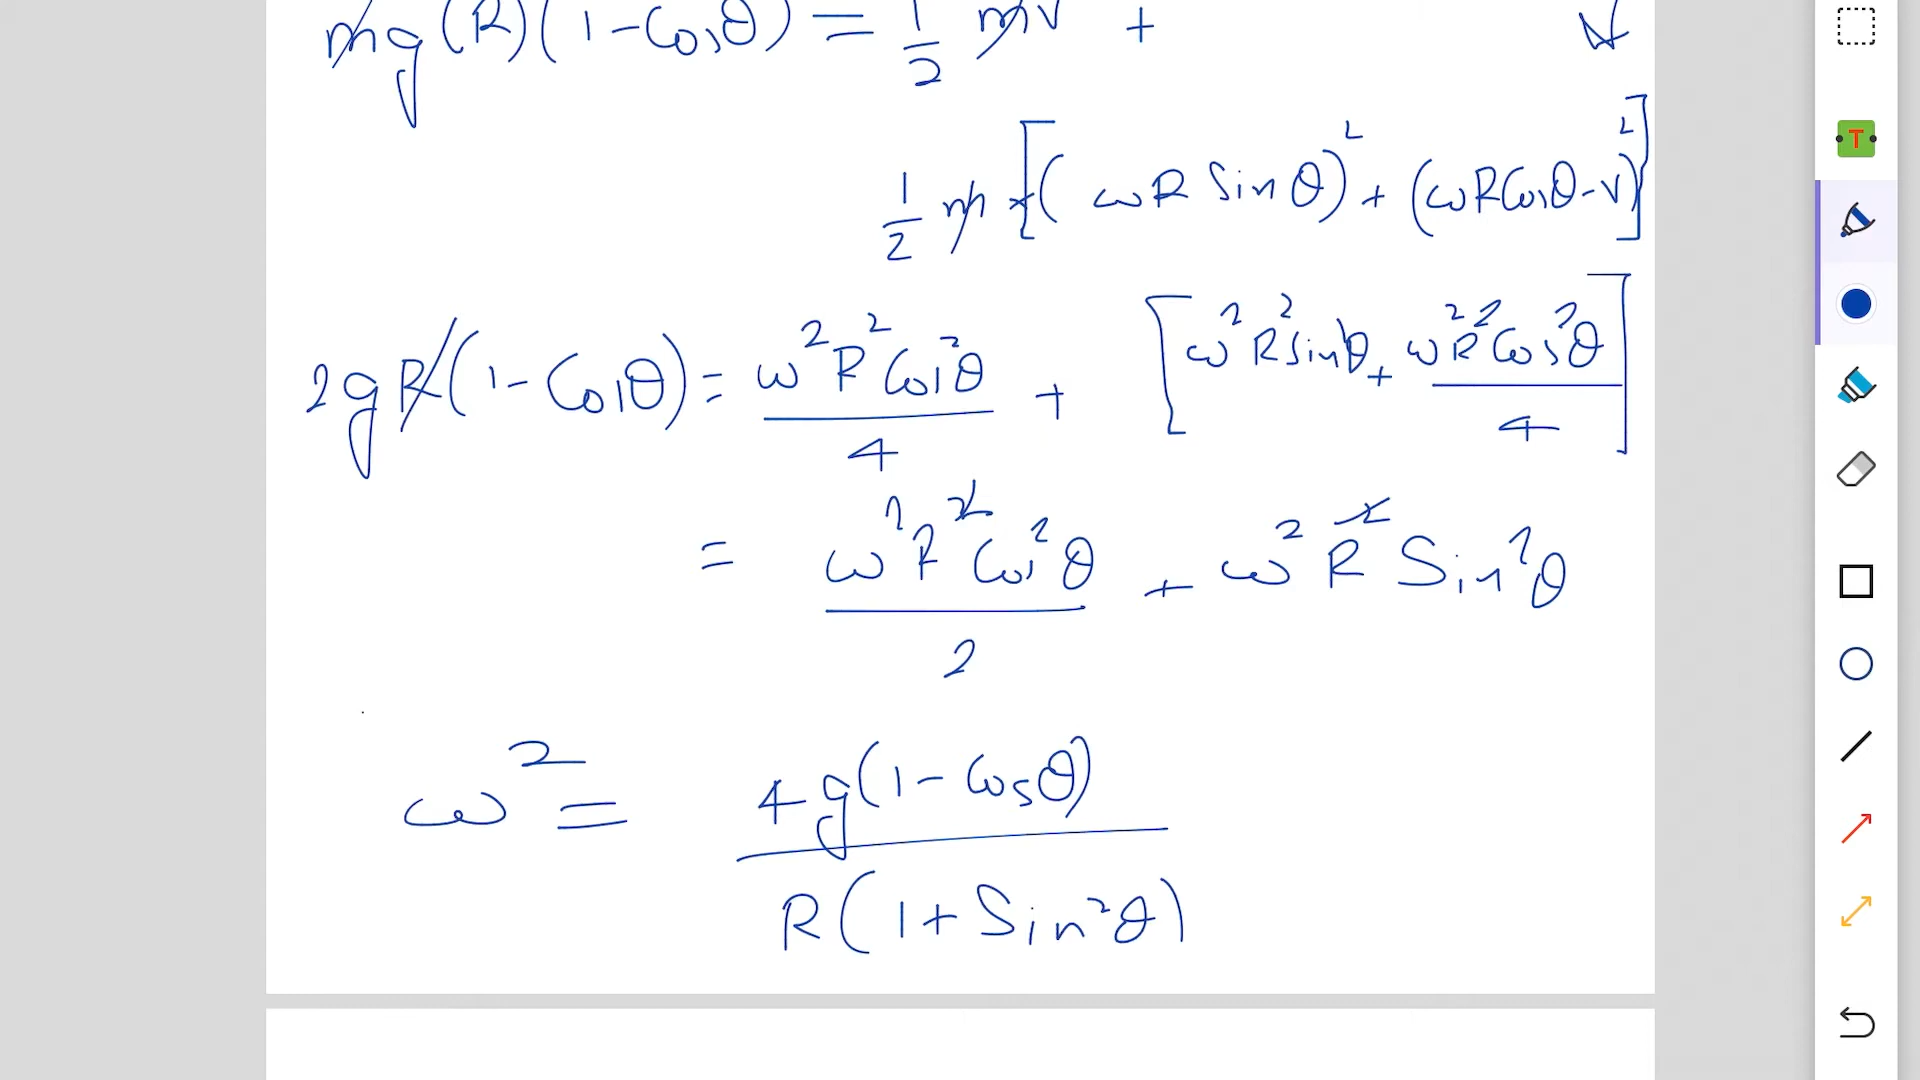 mg(R)(1-Cosθ) = 1/2 mv² +
1/2 m [(ωR Sinθ)² + (ωRCosθ-v)²]
2gR(1-Cosθ) = ω²R²Cos²θ/4 + [ω²R²Sin²θ + ω²R²Cos²θ/4]
= ω²R²Cos²θ/2 + ω²R²Sin²θ
ω² = 4g(1-Cosθ)/R(1+Sin²θ)
T